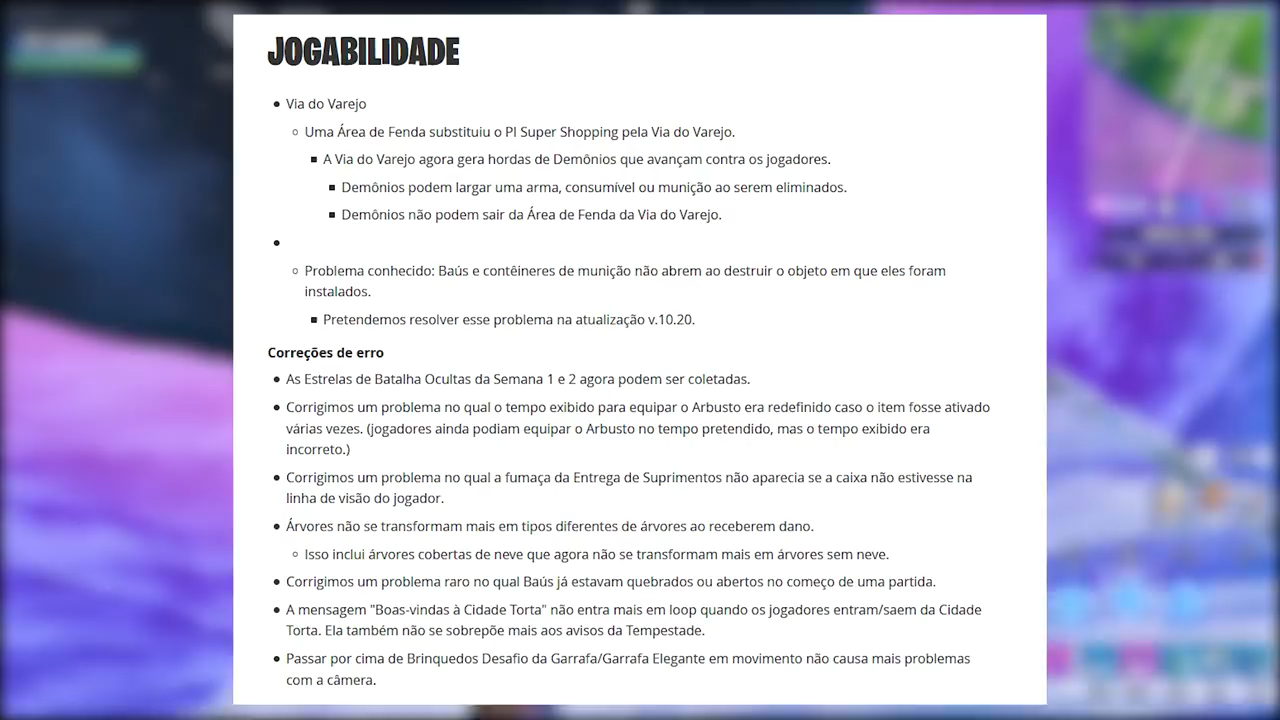 JOGABILIDADE
Via do Varejo
Uma Área de Fenda substituiu o PI Super Shopping pela Via do Varejo.
A Via do Varejo agora gera hordas de Demônios que avançam contra os jogadores.
Demônios podem largar uma arma, consumível ou munição ao serem eliminados.
Demônios não podem sair da Área de Fenda da Via do Varejo.
Problema conhecido: Baús e contêineres de munição não abrem ao destruir o objeto em que eles foram
instalados.
Pretendemos resolver esse problema na atualização v.10.20.
Correções de erro
As Estrelas de Batalha Ocultas da Semana 1 e 2 agora podem ser coletadas.
Corrigimos um problema no qual o tempo exibido para equipar o Arbusto era redefinido caso o item fosse ativado
várias vezes. (jogadores ainda podiam equipar o Arbusto no tempo pretendido, mas o tempo exibido era
incorreto.)
Corrigimos um problema no qual a fumaça da Entrega de Suprimentos não aparecia se a caixa não estivesse na
linha de visão do jogador.
Árvores não se transformam mais em tipos diferentes de árvores ao receberem dano.
Isso inclui árvores cobertas de neve que agora não se transformam mais em árvores sem neve.
Corrigimos um problema raro no qual Baús já estavam quebrados ou abertos no começo de uma partida.
A mensagem "Boas-vindas à Cidade Torta" não entra mais em loop quando os jogadores entram/saem da Cidade
Torta. Ela também não se sobrepõe mais aos avisos da Tempestade.
Passar por cima de Brinquedos Desafio da Garrafa/Garrafa Elegante em movimento não causa mais problemas
com a câmera.